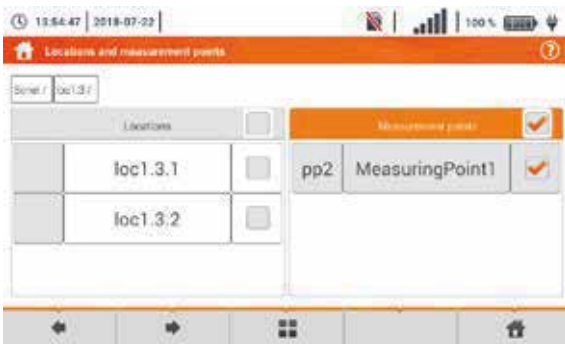 13:54:47 2018-07-22 100 %
Locations and measurement points
Sonel / loc1.3 /
Locations
Measurement points
loc1.3.1
pp2 MeasuringPoint1
loc1.3.2